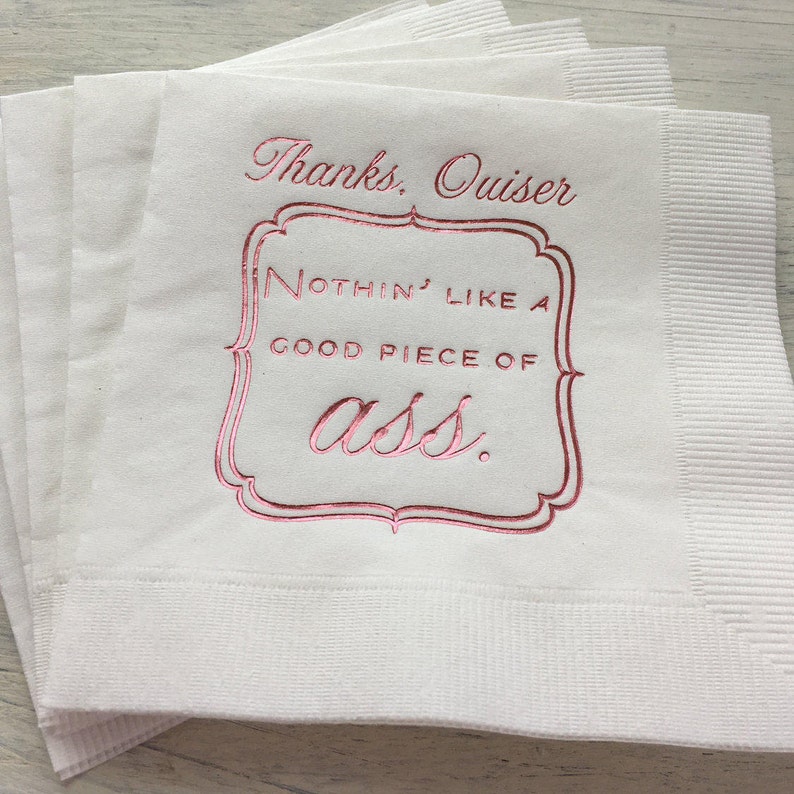 Thanks, Ouiser
NOTHIN' LIKE A
GOOD PIECE OF
ass.